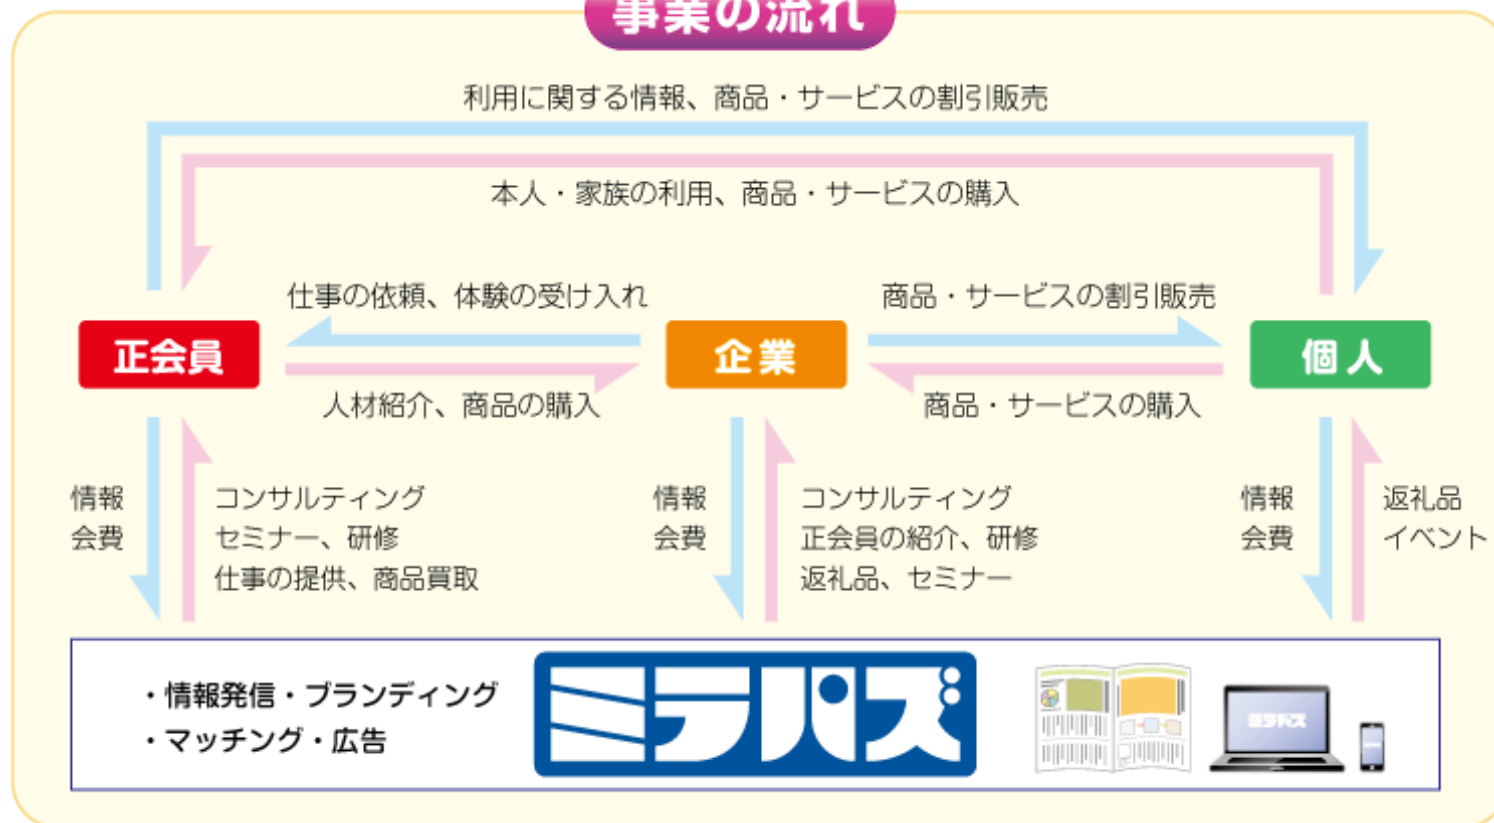 事業の流れ
利用に関する情報、商品・サービスの割引販売
本人・家族の利用、商品・サービスの購入
仕事の依頼、体験の受け入れ
商品・サービスの割引販売
正会員
企業
個人
人材紹介、商品の購入
商品・サービスの購入
情報
会費
コンサルティング
セミナー、研修
仕事の提供、商品買取
情報
会費
コンサルティング
正会員の紹介、研修
返礼品、セミナー
情報
会費
返礼品
イベント
・情報発信・ブランディング
・マッチング・広告
ミラパズ
ミラパズ